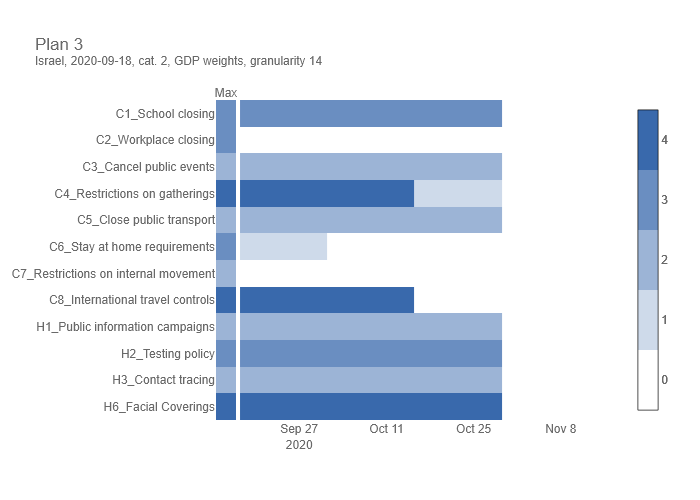 Plan 3
Israel, 2020-09-18, cat. 2, GDP weights, granularity 14
Max
C1_School closing
C2_Workplace closing
C3_Cancel public events
C4_Restrictions on gatherings
C5_Close public transport
C6_Stay at home requirements
C7_Restrictions on internal movement
C8_International travel controls
H1_Public information campaigns
H2_Testing policy
H3_Contact tracing
H6_Facial Coverings
Sep 27 Oct 11 Oct 25 Nov 8
2020
4
3
2
1
0